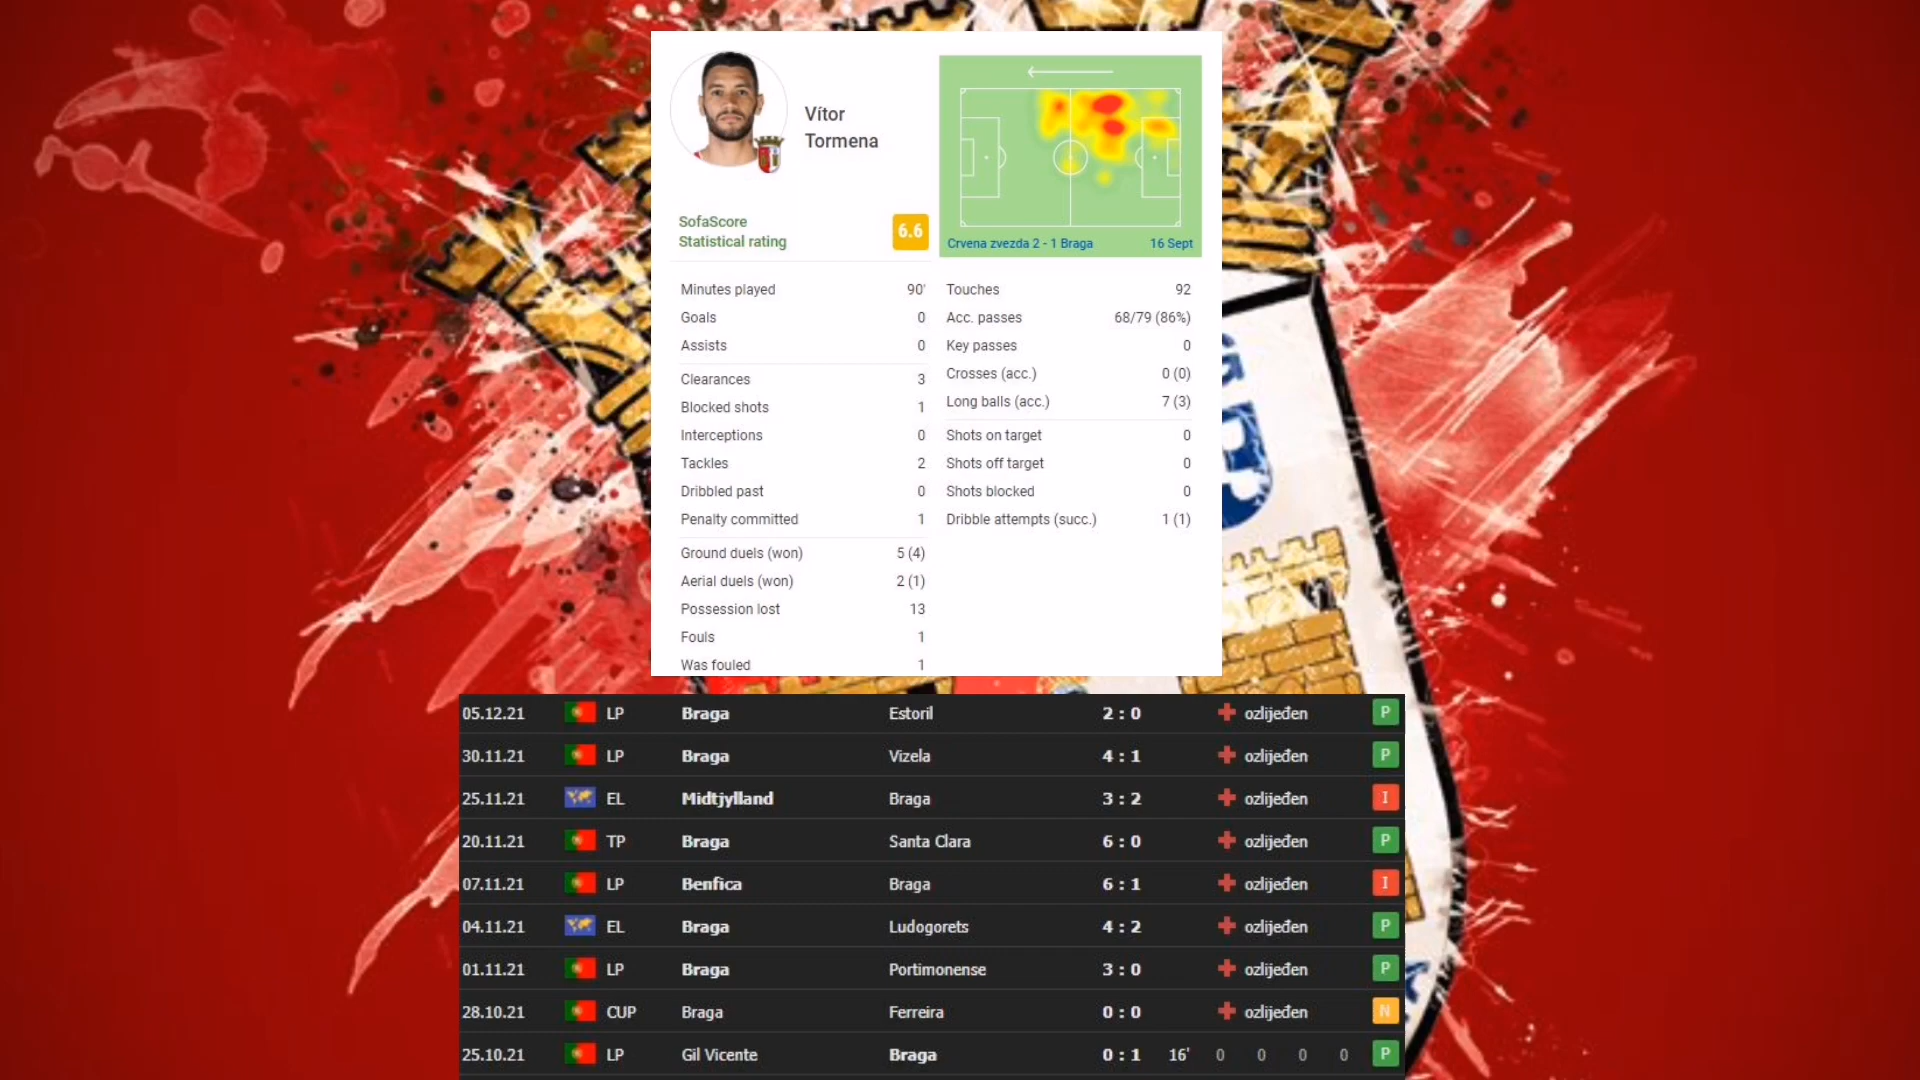 Vítor
Tormena
SofaScore
Statistical rating
6.6
Crvena zvezda 2 - 1 Braga 16 Sept
Minutes played 90'
Goals 0
Assists 0
Clearances 3
Blocked shots 1
Interceptions 0
Tackles 2
Dribbled past 0
Penalty committed 1
Ground duels (won) 5 (4)
Aerial duels (won) 2 (1)
Possession lost 13
Fouls 1
Was fouled 1
Touches 92
Acc. passes 68/79 (86%)
Key passes 0
Crosses (acc.) 0 (0)
Long balls (acc.) 7 (3)
Shots on target 0
Shots off target 0
Shots blocked 0
Dribble attempts (succ.) 1 (1)
05.12.21 LP Braga Estoril 2 : 0 ozlijeđen P
30.11.21 LP Braga Vizela 4 : 1 ozlijeđen P
25.11.21 EL Midtjylland Braga 3 : 2 ozlijeđen I
20.11.21 TP Braga Santa Clara 6 : 0 ozlijeđen P
07.11.21 LP Benfica Braga 6 : 1 ozlijeđen I
04.11.21 EL Braga Ludogorets 4 : 2 ozlijeđen P
01.11.21 LP Braga Portimonense 3 : 0 ozlijeđen P
28.10.21 CUP Braga Ferreira 0 : 0 ozlijeđen N
25.10.21 LP Gil Vicente Braga 0 : 1 16' 0 0 0 0 P